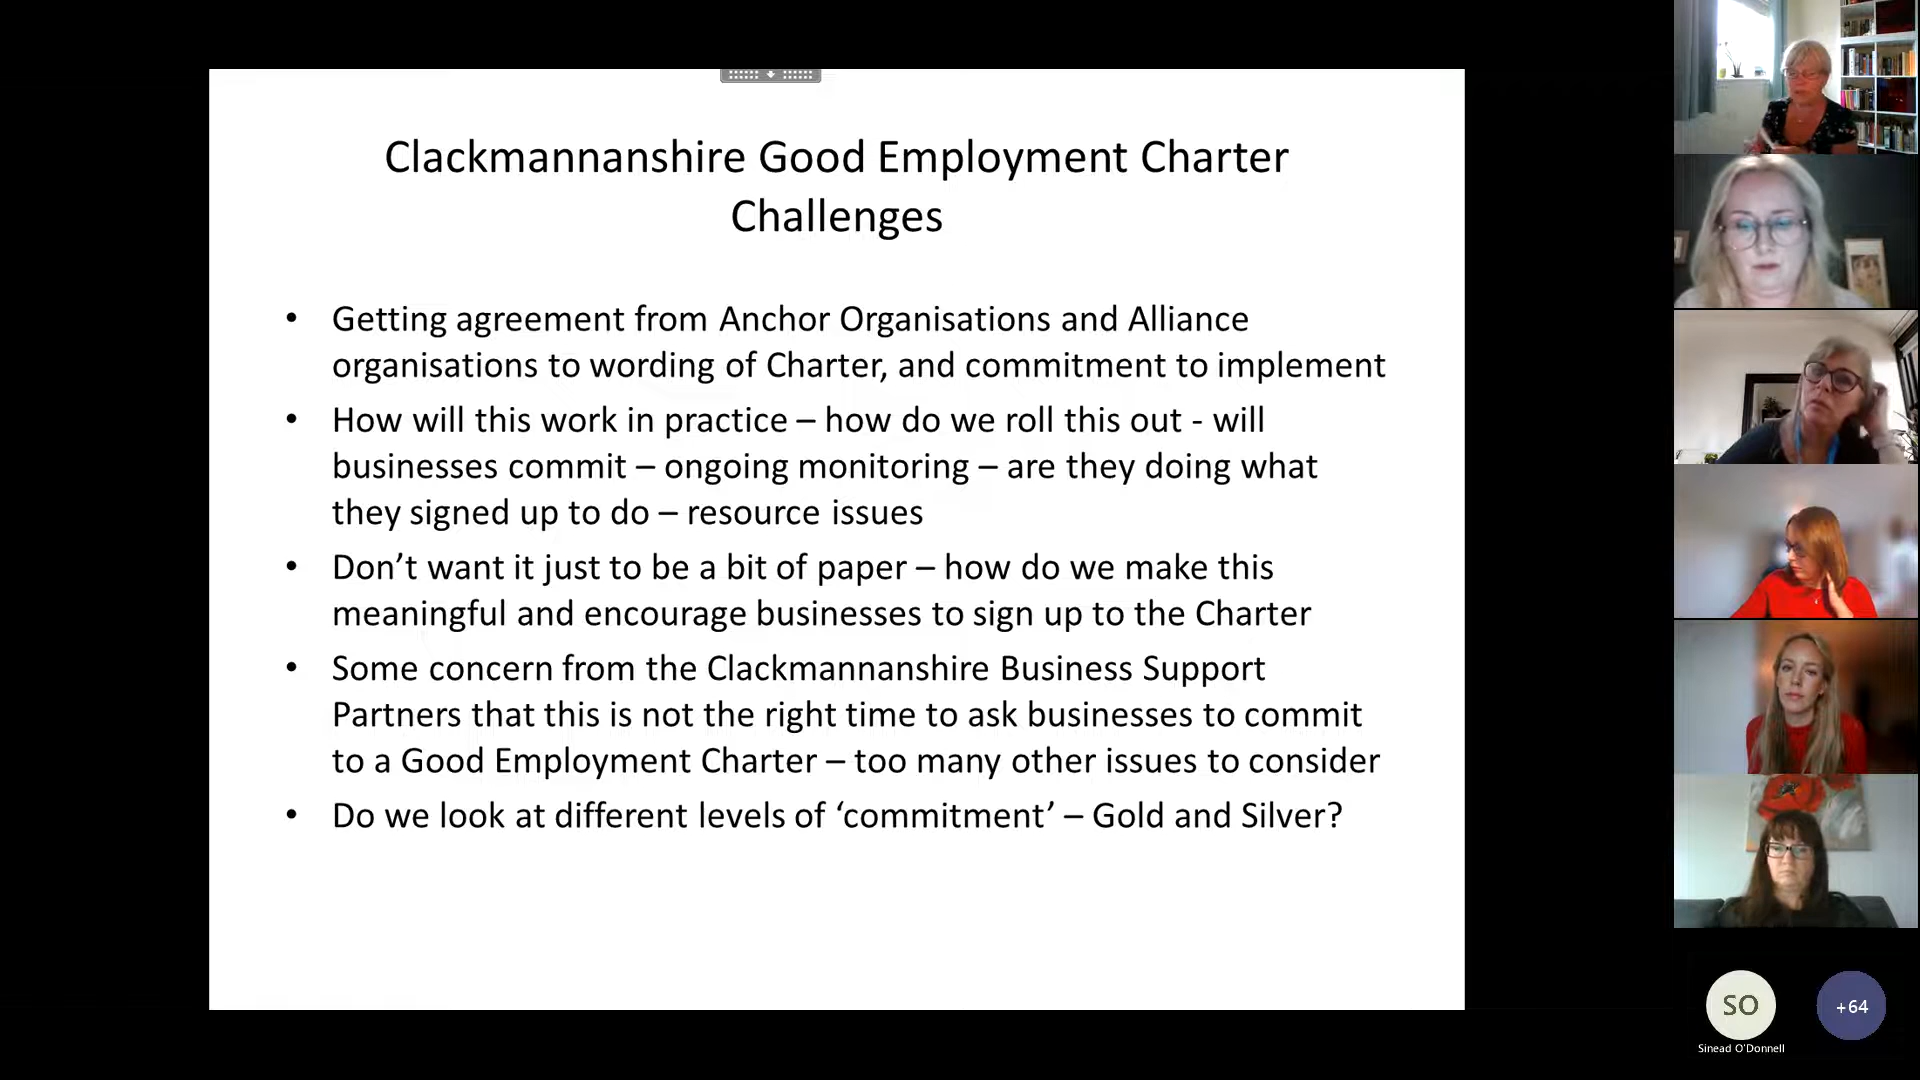 Clackmannanshire Good Employment Charter
Challenges
• Getting agreement from Anchor Organisations and Alliance
organisations to wording of Charter, and commitment to implement
• How will this work in practice – how do we roll this out - will
businesses commit – ongoing monitoring – are they doing what
they signed up to do – resource issues
• Don’t want it just to be a bit of paper – how do we make this
meaningful and encourage businesses to sign up to the Charter
• Some concern from the Clackmannanshire Business Support
Partners that this is not the right time to ask businesses to commit
to a Good Employment Charter – too many other issues to consider
• Do we look at different levels of ‘commitment’ – Gold and Silver?
SO
+64
Sinead O'Donnell